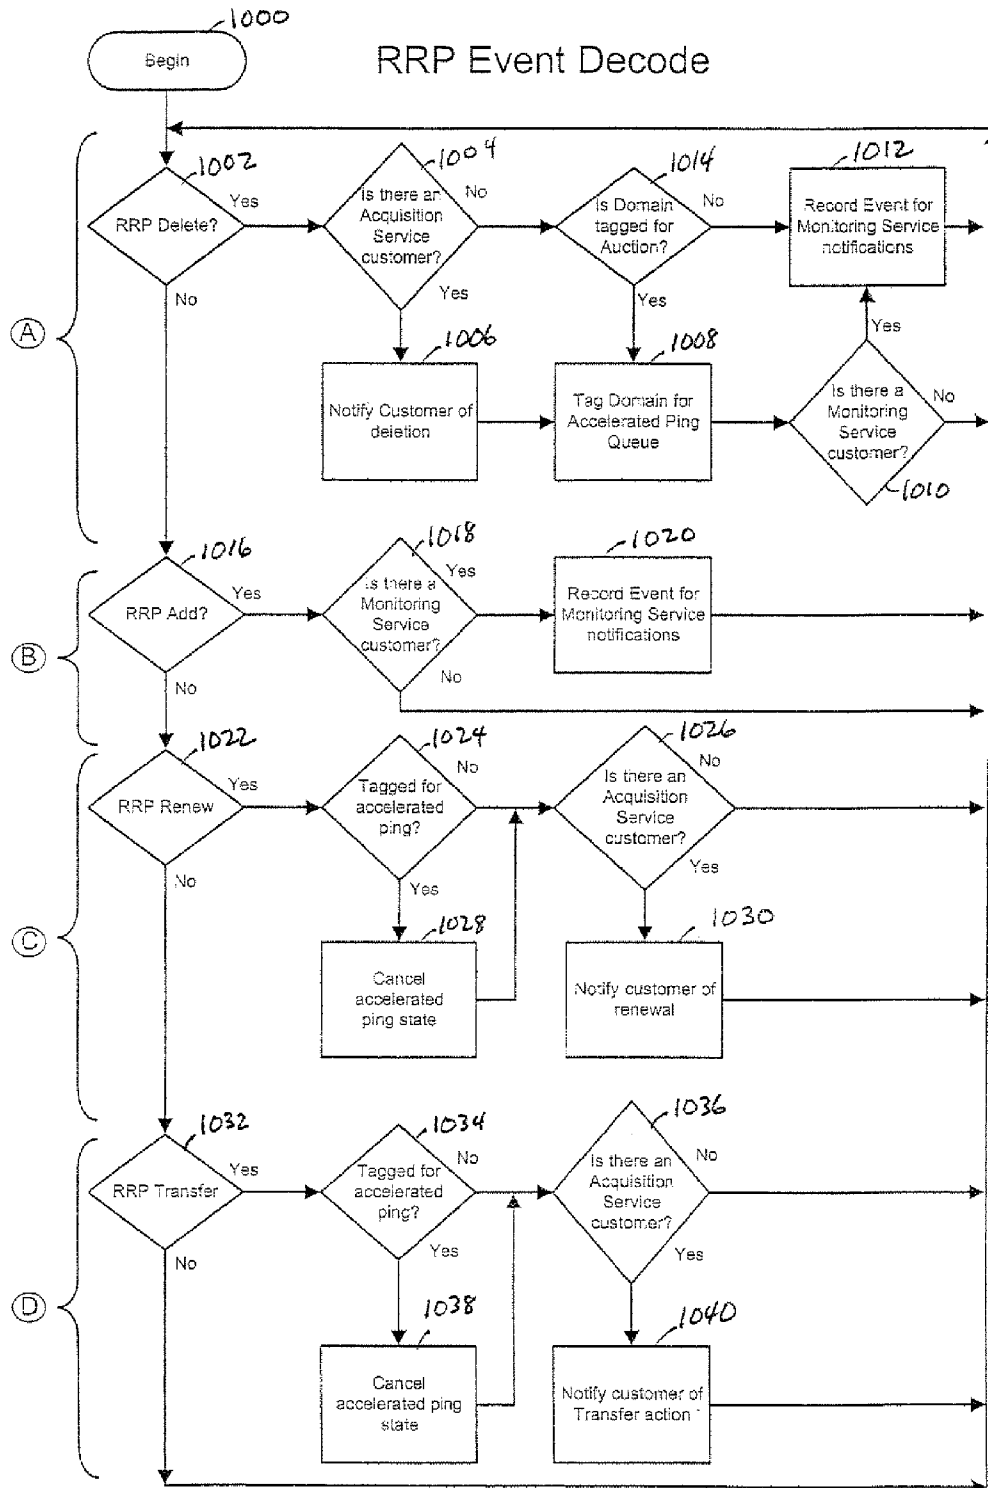 1000
Begin
RRP Event Decode
A
1002
RRP Delete?
Yes
No
1004
Is there an
Acquisition
Service
customer?
No
Yes
1014
Is Domain
tagged for
Auction?
No
Yes
1012
Record Event for
Monitoring Service
notifications
1006
Notify Customer of
deletion
1008
Tag Domain for
Accelerated Ping
Queue
Yes
Is there a
Monitoring
Service
customer?
No
1010
B
1016
RRP Add?
Yes
No
1018
Is there a
Monitoring
Service
customer?
Yes
No
1020
Record Event for
Monitoring Service
notifications
C
1022
RRP Renew
Yes
No
1024
Tagged for
accelerated
ping?
No
Yes
1026
Is there an
Acquisition
Service
customer?
No
Yes
1028
Cancel
accelerated
ping state
1030
Notify customer of
renewal
D
1032
RRP Transfer
Yes
No
1034
Tagged for
accelerated
ping?
No
Yes
1036
Is there an
Acquisition
Service
customer?
No
Yes
1038
Cancel
accelerated ping
state
1040
Notify customer of
Transfer action